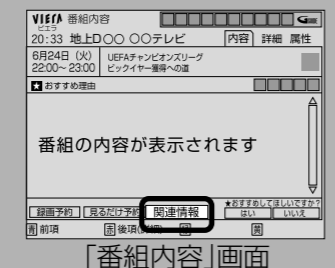 VIErA 番組内容
ビエラ
20:33 地上D〇〇 〇〇テレビ 内容 詳細 属性
6月24日 (火) UEFAチャンピオンズリーグ
22:00~23:00 ビックイヤー獲得への道
★ おすすめ理由
番組の内容が表示されます
★おすすめしてほしいですか?
録画予約 見るだけ予約 関連情報 はい いいえ
青 前項 赤 後項 緑 黄
「番組内容」画面